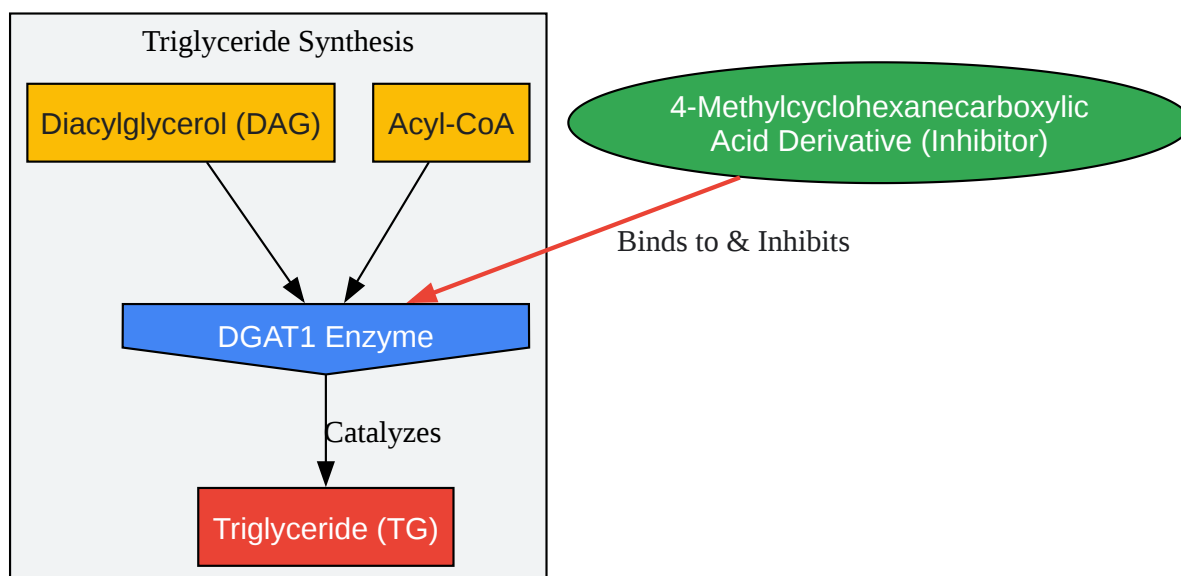 Triglyceride Synthesis
Diacylglycerol (DAG)
Acyl-CoA
4-Methylcyclohexanecarboxylic
Acid Derivative (Inhibitor)
Binds to & Inhibits
DGAT1 Enzyme
Catalyzes
Triglyceride (TG)